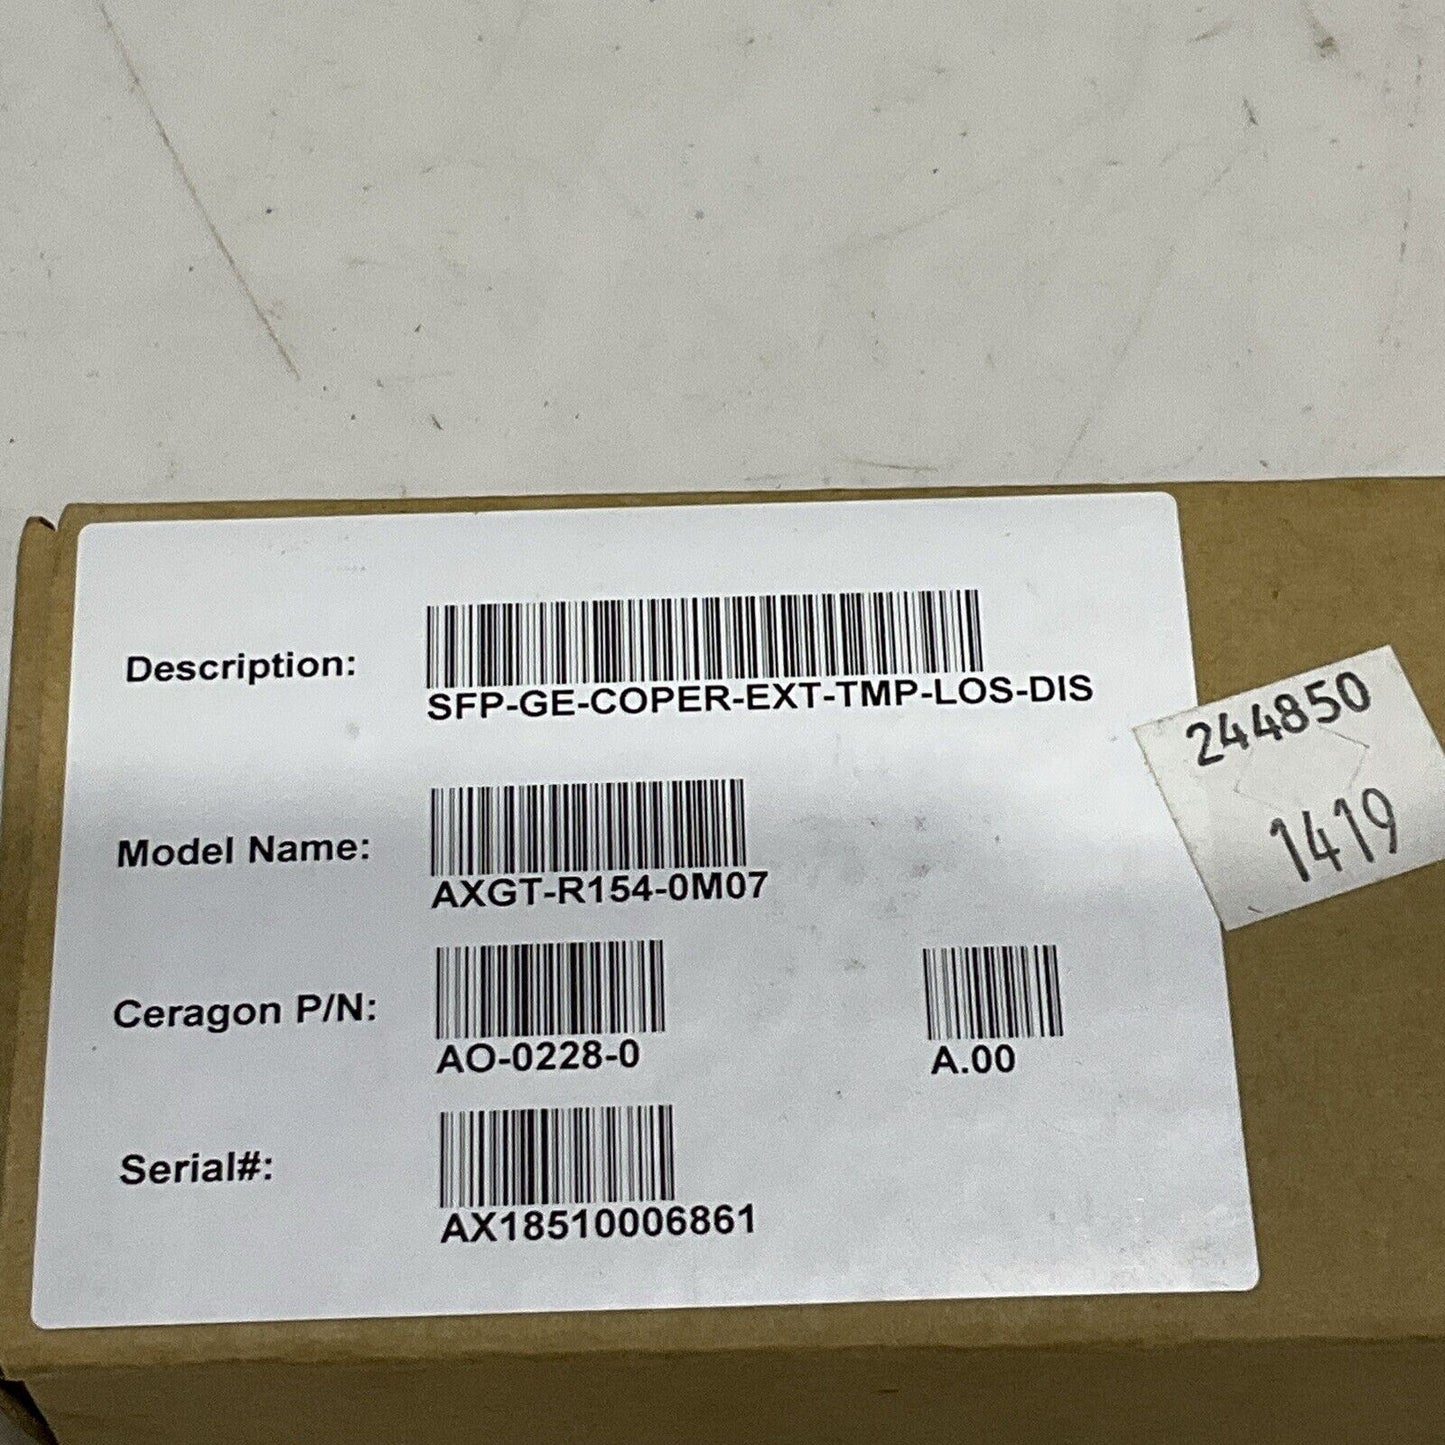 Description:
SFP-GE-COPER-EXT-TMP-LOS-DIS
244850
1419
Model Name:
AXGT-R154-0M07
Ceragon P/N:
AO-0228-0
A.00
Serial#:
AX18510006861